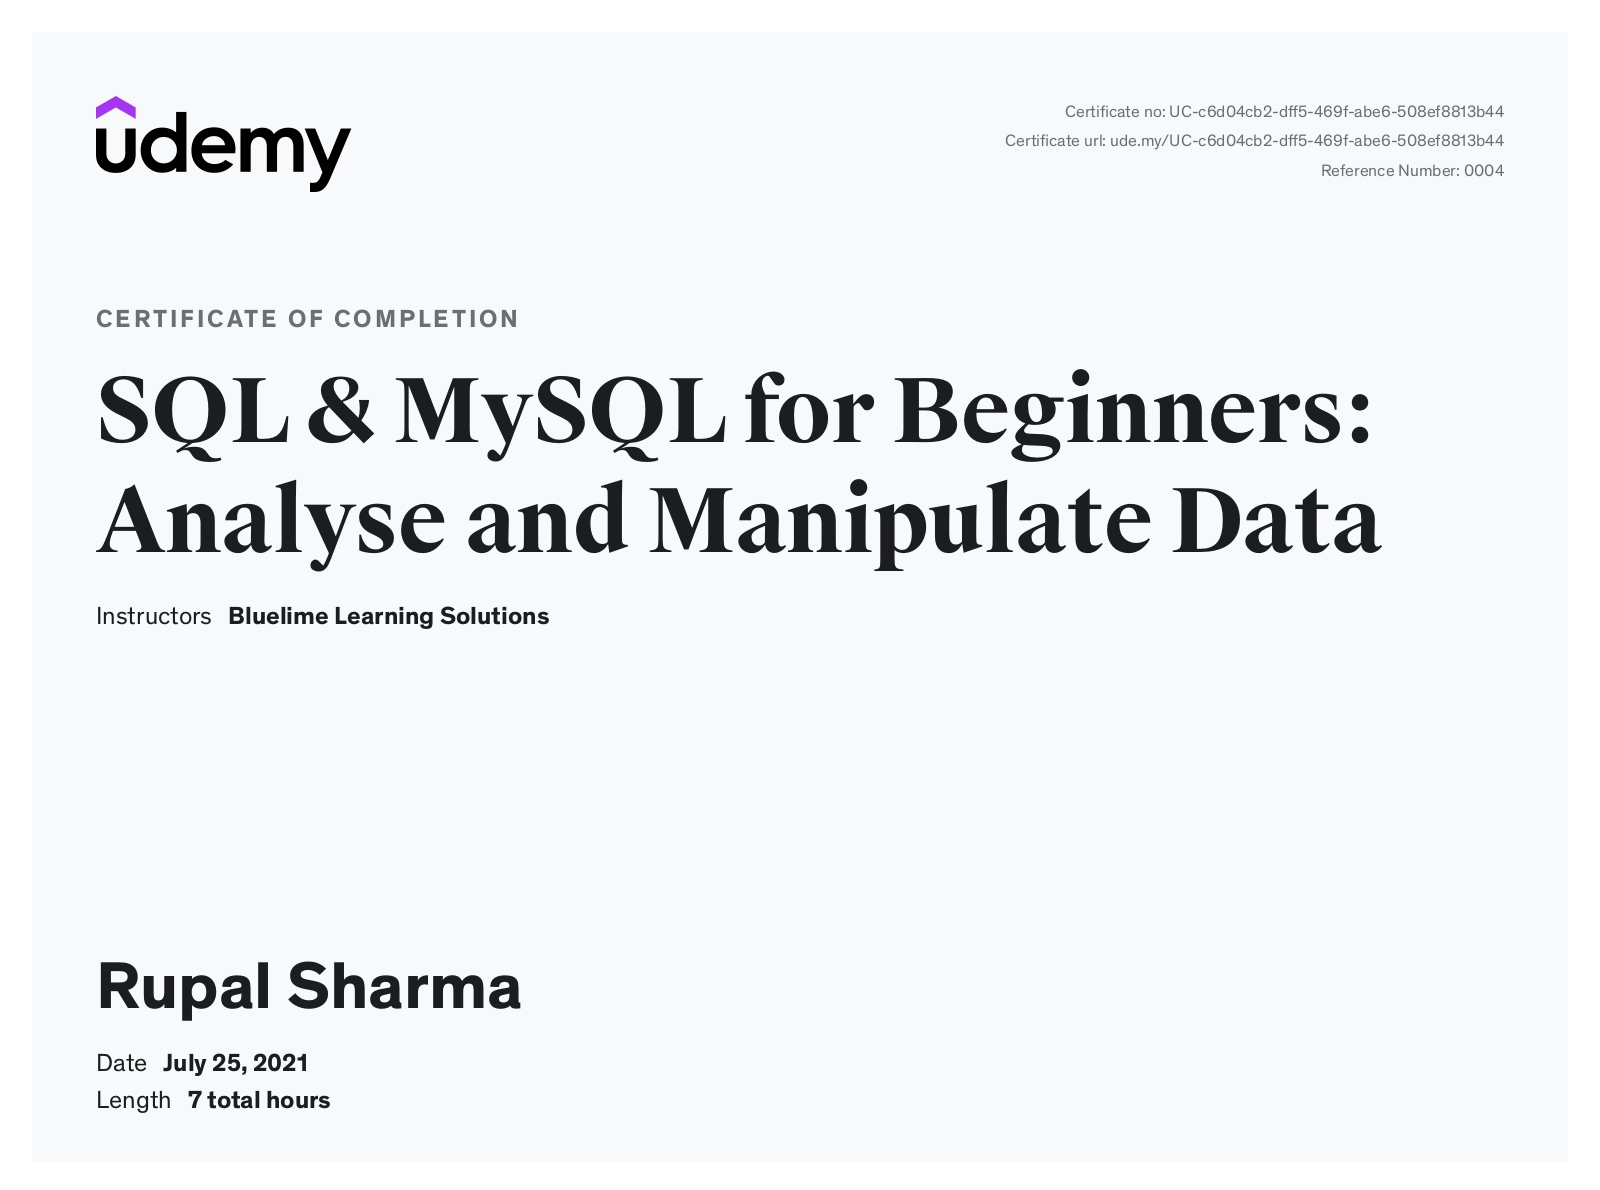 udemy
Certificate no: UC-c6d04cb2-dff5-469f-abe6-508ef8813b44
Certificate url: ude.my/UC-c6d04cb2-dff5-469f-abe6-508ef8813b44
Reference Number: 0004
CERTIFICATE OF COMPLETION
SQL & MySQL for Beginners:
Analyse and Manipulate Data
Instructors Bluelime Learning Solutions
Rupal Sharma
Date July 25, 2021
Length 7 total hours